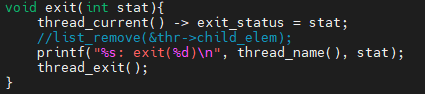 void exit(int stat){
    thread_current() -> exit_status = stat;
    //list_remove(&thr->child_elem);
    printf("%s: exit(%d)\n", thread_name(), stat);
    thread_exit();
}